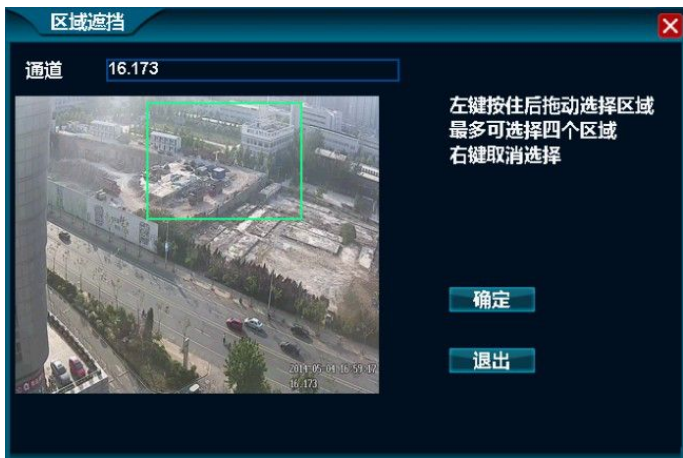 区域遮挡
通道 16.173
左键按住后拖动选择区域
最多可选择四个区域
右键取消选择
确定
退出
2014-05-04 16:59:17
16.173